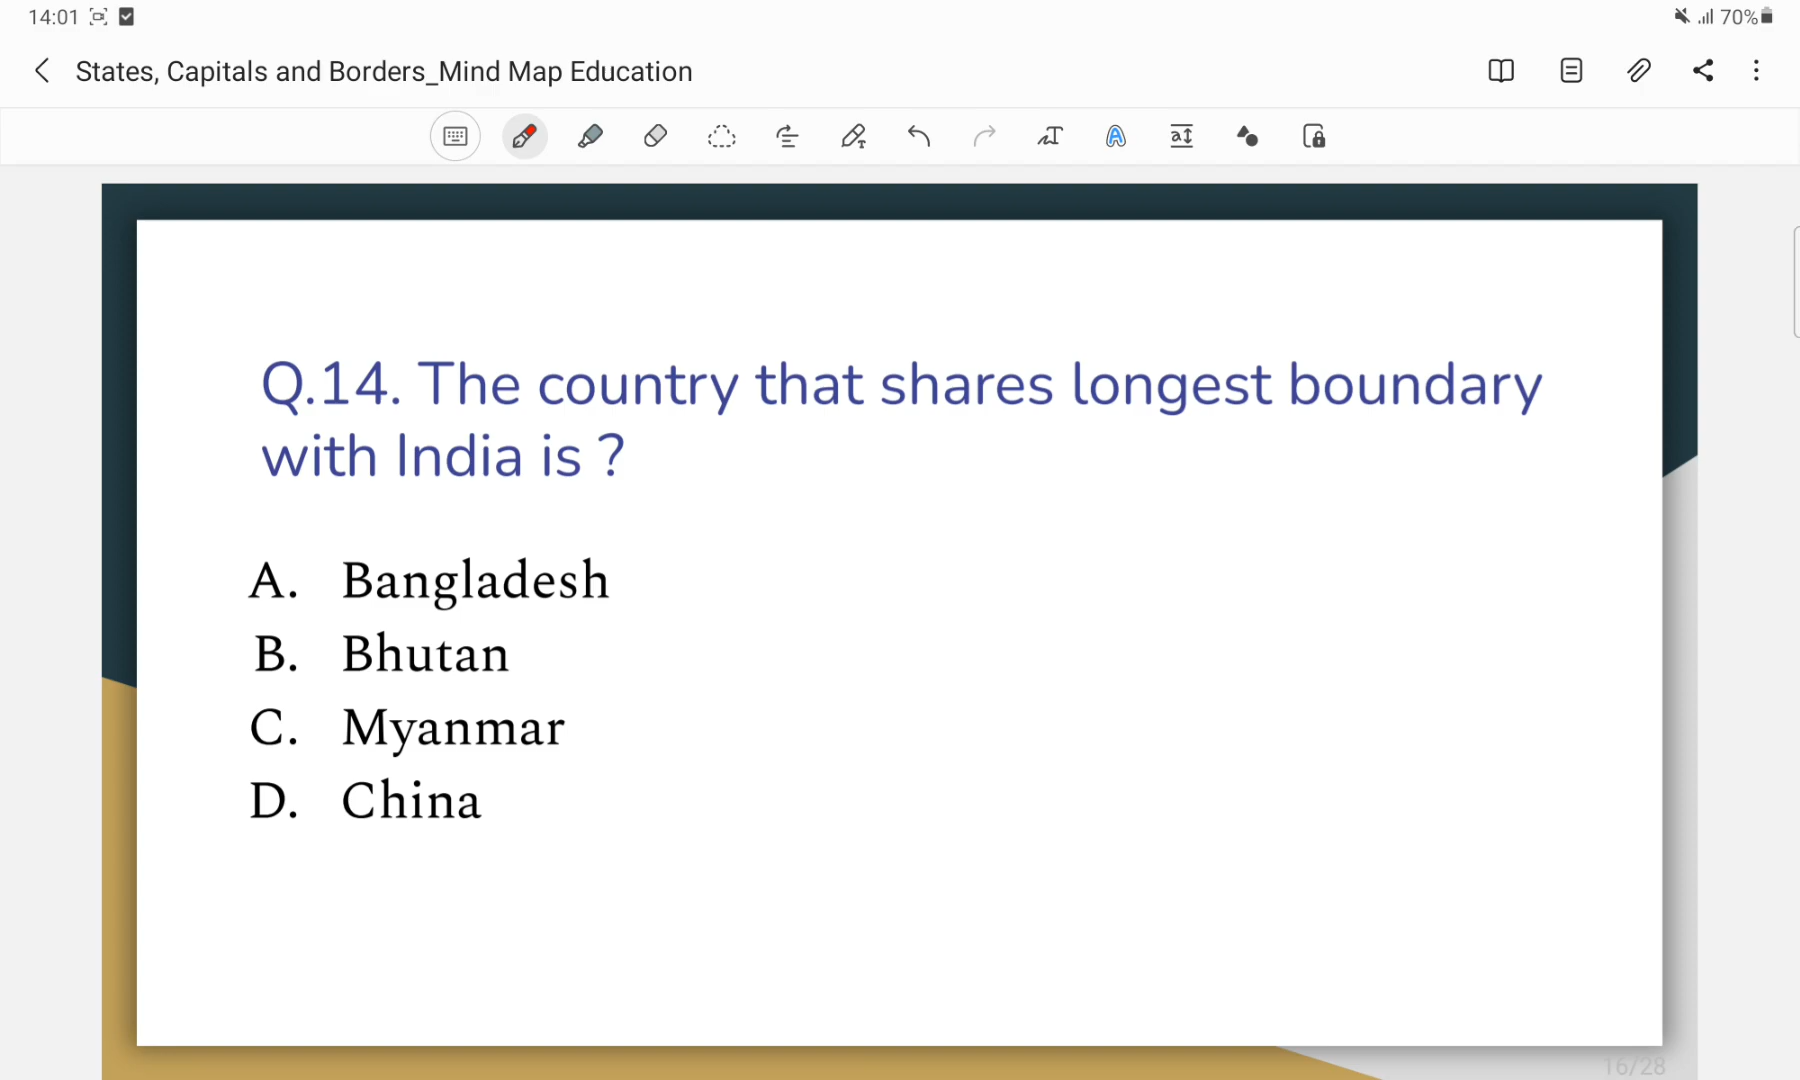 14:01
70%
States, Capitals and Borders_Mind Map Education
Q.14. The country that shares longest boundary
with India is ?
A. Bangladesh
B. Bhutan
C. Myanmar
D. China
16/28